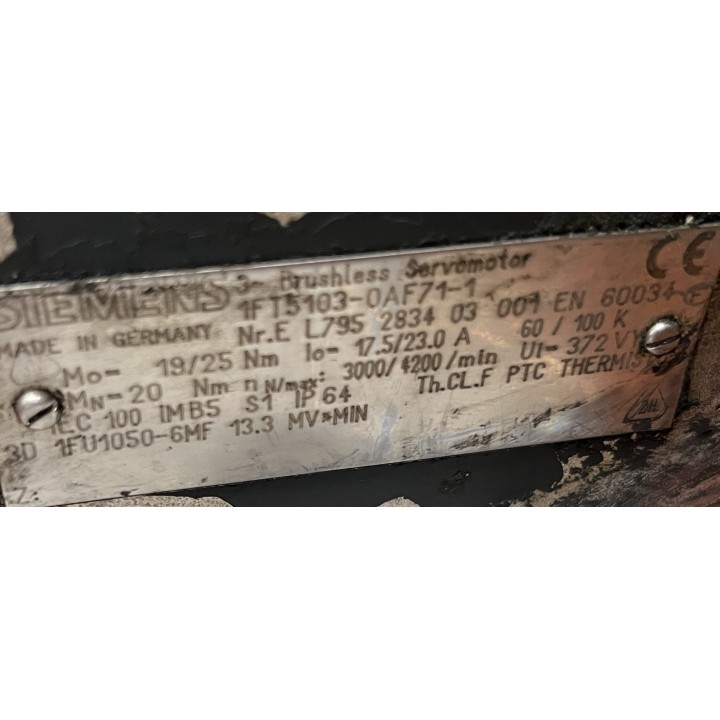 3~ Brushless Servomotor CE
SIEMENS 1FT5103-0AF71-1
MADE IN GERMANY Nr.E L795 2834 03 001 EN 60034
Mo- 19/25 Nm Io- 17.5/23.0 A 60 / 100 K
MN-20 Nm n N/max: 3000/4200/min UI-372 V
IEC 100 IMB5 S1 IP 64 Th.CL.F PTC THERMIS
3D 1FU1050-6MF 13.3 MV*MIN
Z: